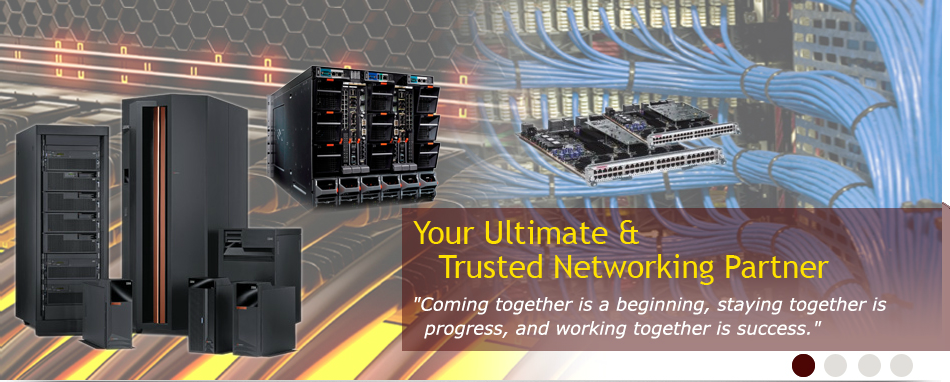 Your Ultimate &
Trusted Networking Partner
"Coming together is a beginning, staying together is
progress, and working together is success."